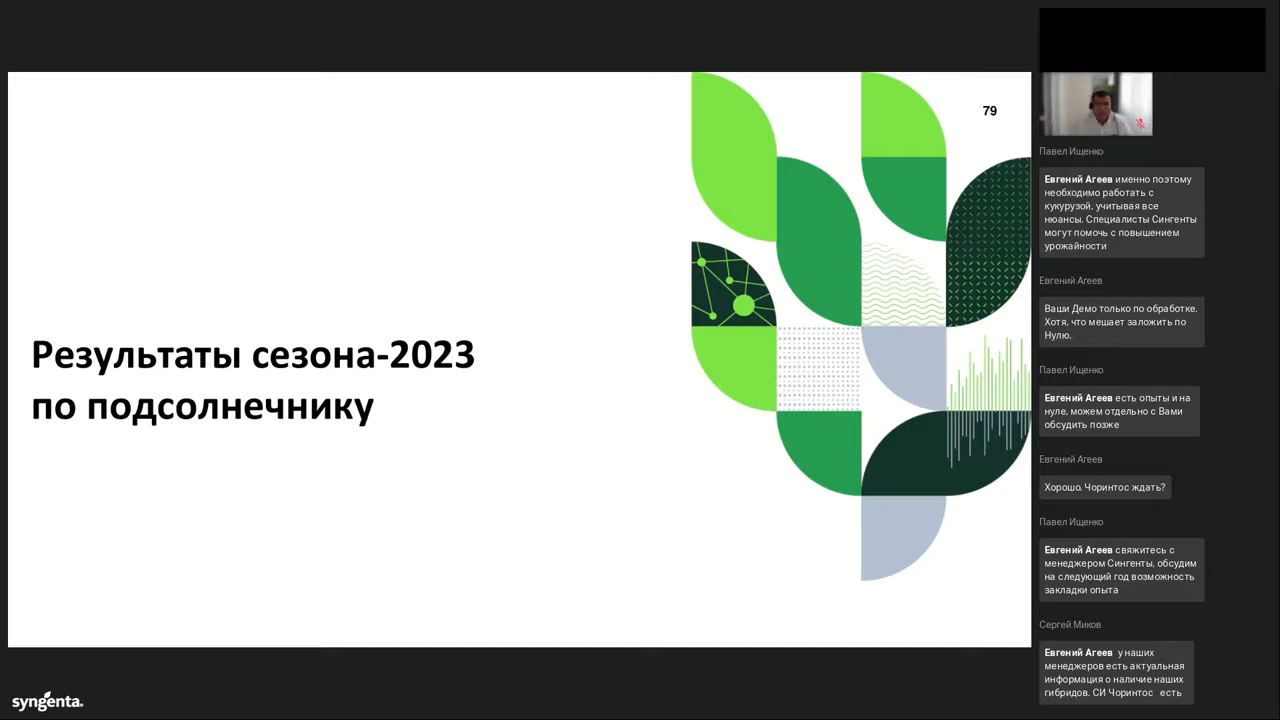 79
Результаты сезона-2023
по подсолнечнику
syngenta
Павел Ищенко
Евгений Агеев именно поэтому
необходимо работать с
кукурузой, учитывая все
нюансы. Специалисты Сингенты
могут помочь с повышением
урожайности
Евгений Агеев
Ваши Демо только по обработке.
Хотя, что мешает заложить по
Нулю.
Павел Ищенко
Евгений Агеев есть опыты и на
нуле, можем отдельно с Вами
обсудить позже
Евгений Агеев
Хорошо. Чоринтос ждать?
Павел Ищенко
Евгений Агеев свяжитесь с
менеджером Сингенты, обсудим
на следующий год возможность
закладки опыта
Сергей Миков
Евгений Агеев у наших
менеджеров есть актуальная
информация о наличие наших
гибридов. СИ Чоринтос есть